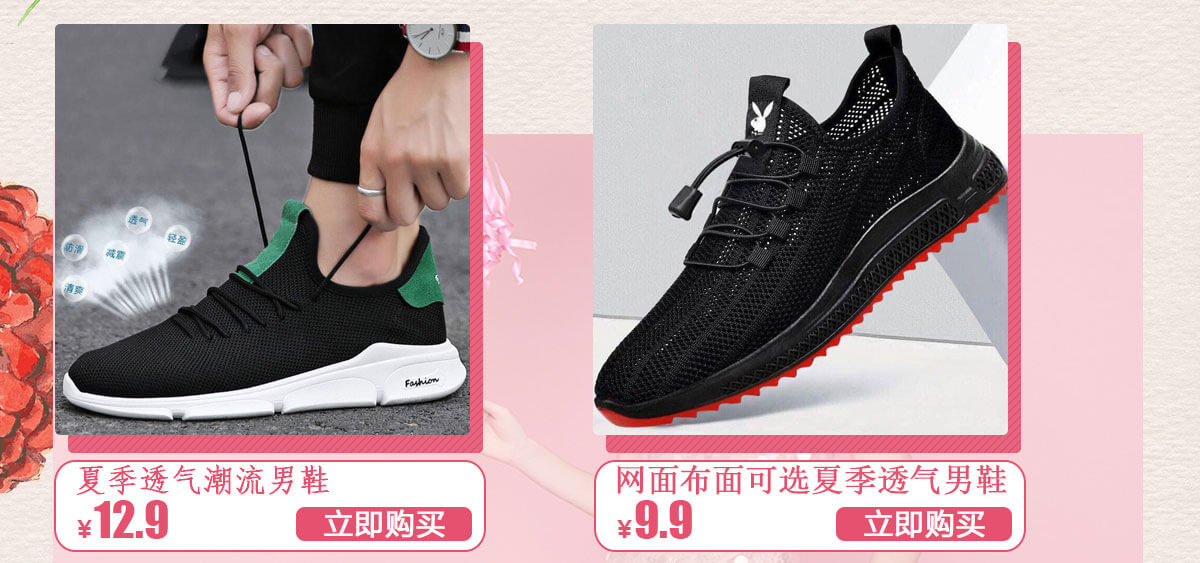 透气
轻盈
防滑
减震
清爽
Fashion
夏季透气潮流男鞋
¥12.9
立即购买
网面布面可选夏季透气男鞋
¥9.9
立即购买